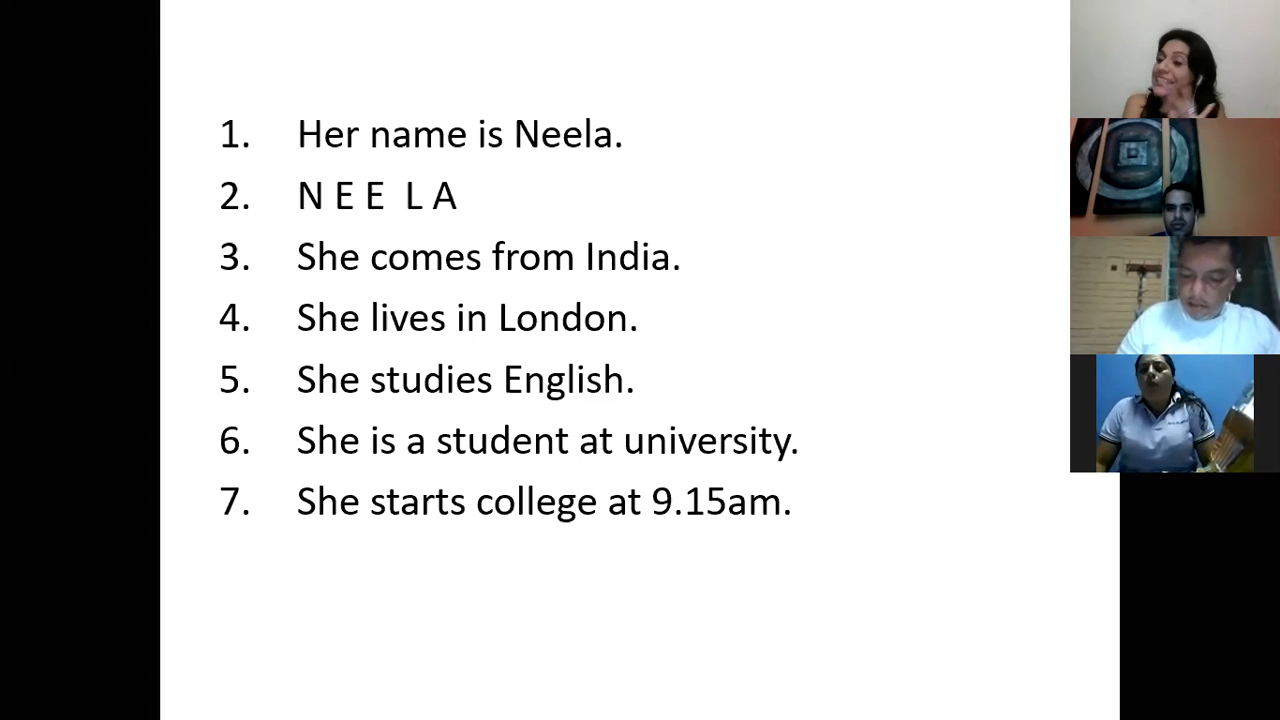 1. Her name is Neela.
2. N E E L A
3. She comes from India.
4. She lives in London.
5. She studies English.
6. She is a student at university.
7. She starts college at 9.15am.